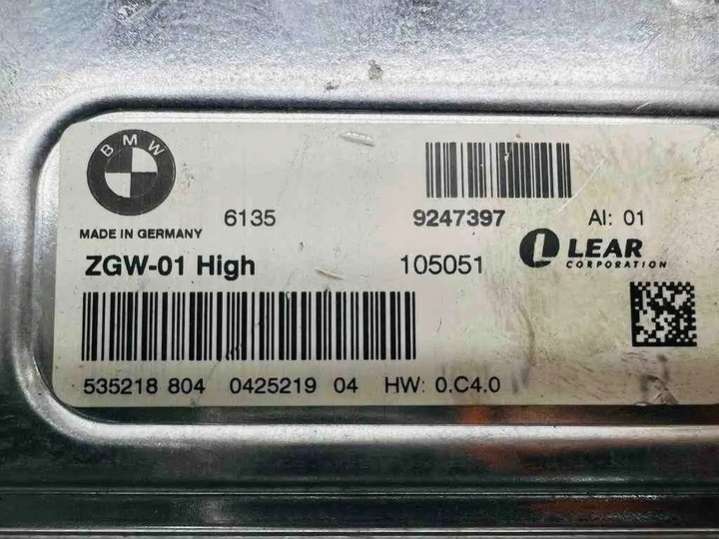 BMW
6135 9247397 AI: 01
MADE IN GERMANY
ZGW-01 High 105051 LEAR
CORPORATION
535218 804 0425219 04 HW: 0.C4.0